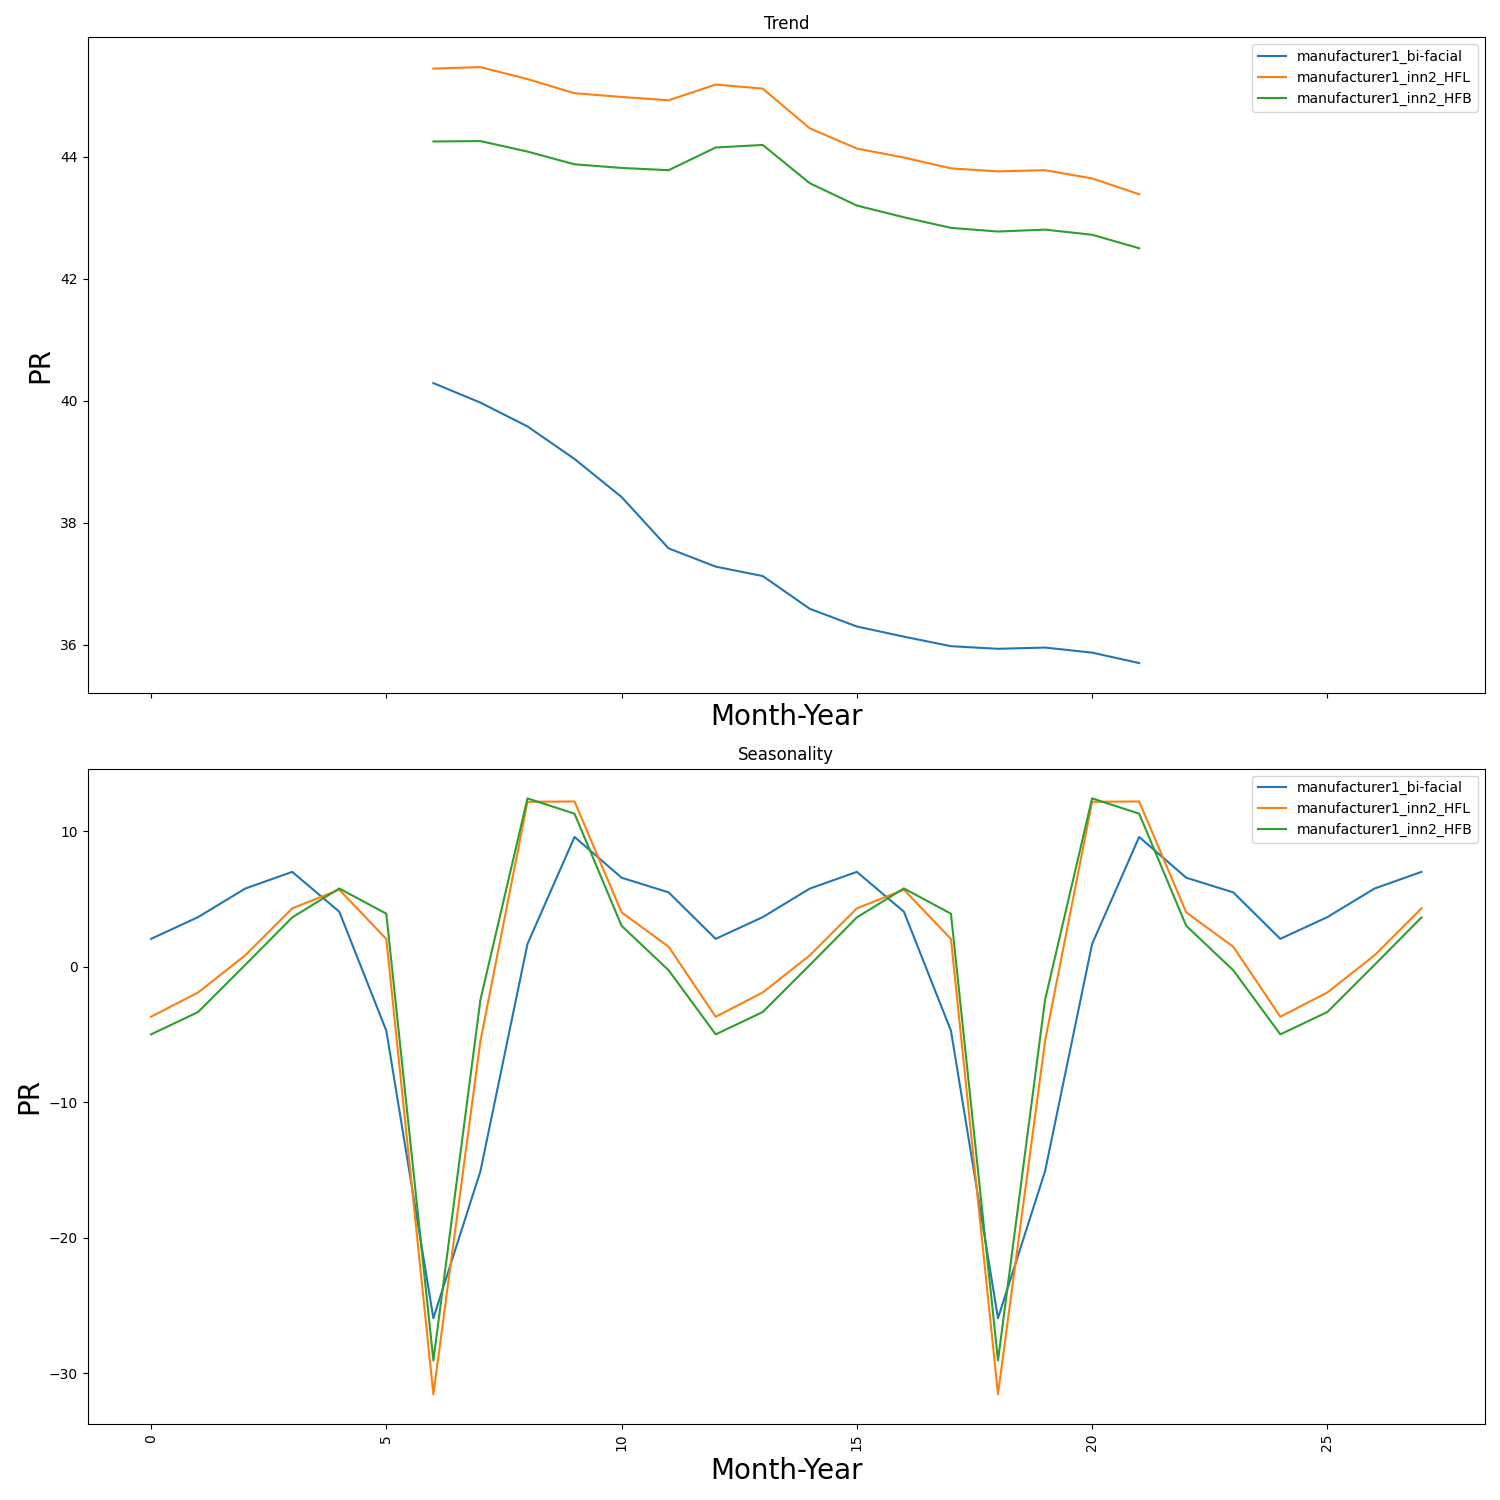 Trend
manufacturer1_bi-facial
manufacturer1_inn2_HFL
manufacturer1_inn2_HFB
44
42
40
38
36
PR
Month-Year
Seasonality
manufacturer1_bi-facial
manufacturer1_inn2_HFL
manufacturer1_inn2_HFB
10
0
−10
−20
−30
PR
0
5
10
15
20
25
Month-Year